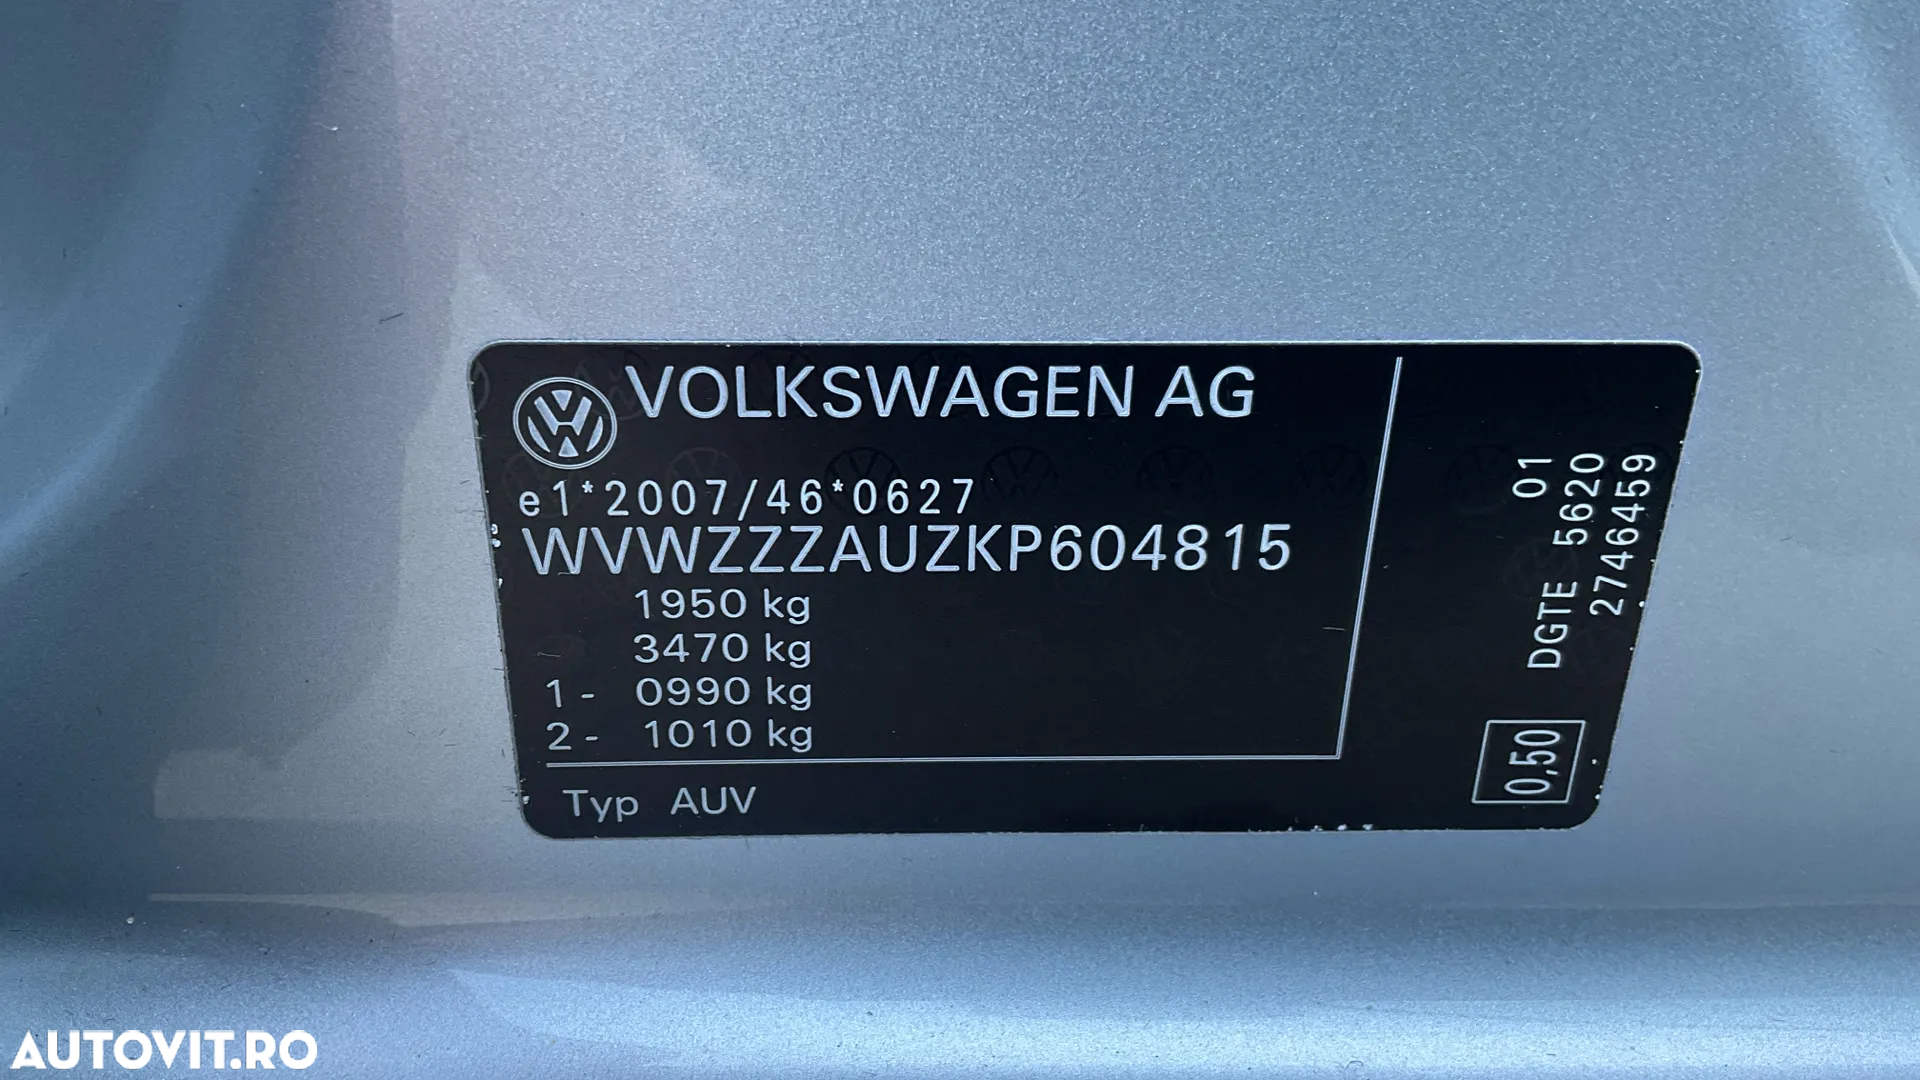 VOLKSWAGEN AG
e1*2007/46*0627
WVWZZZAUZKP604815
1950 kg
3470 kg
1- 0990 kg
2- 1010 kg
Typ AUV
01
DGTE 5620
2746459
0,50
AUTOVIT.RO